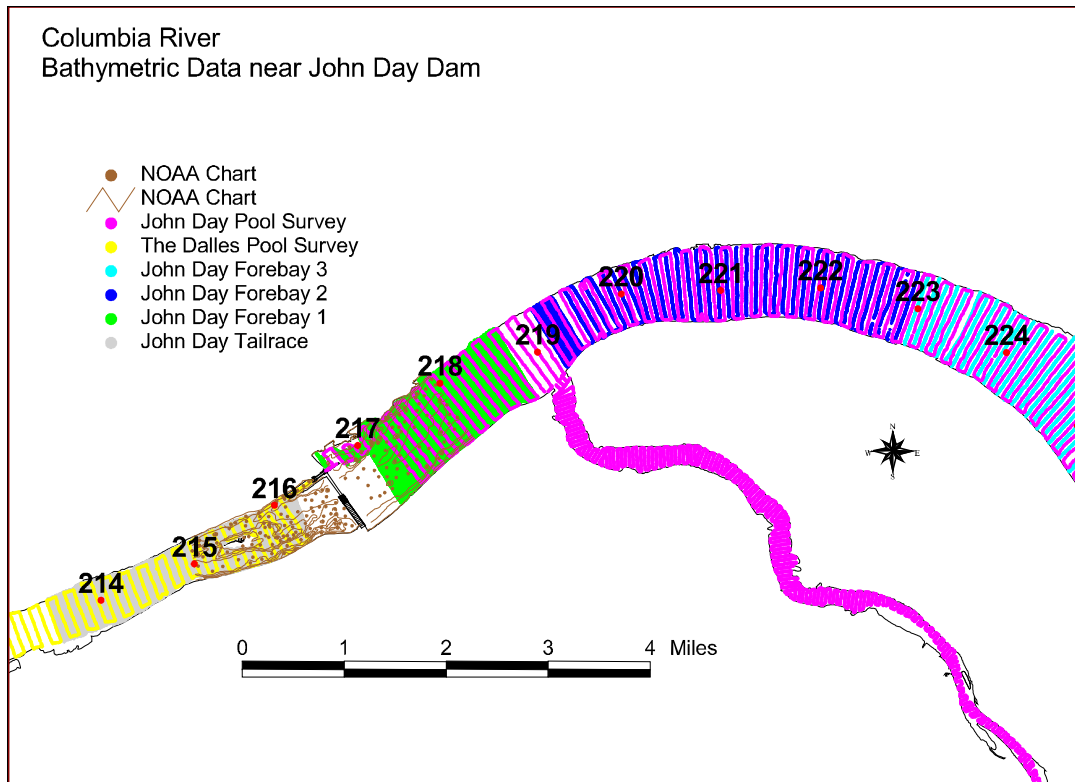 Columbia River
Bathymetric Data near John Day Dam
NOAA Chart
NOAA Chart
John Day Pool Survey
The Dalles Pool Survey
John Day Forebay 3
John Day Forebay 2
John Day Forebay 1
John Day Tailrace
220
221
222
223
219
224
218
217
N
W E
S
216
215
214
0 1 2 3 4 Miles